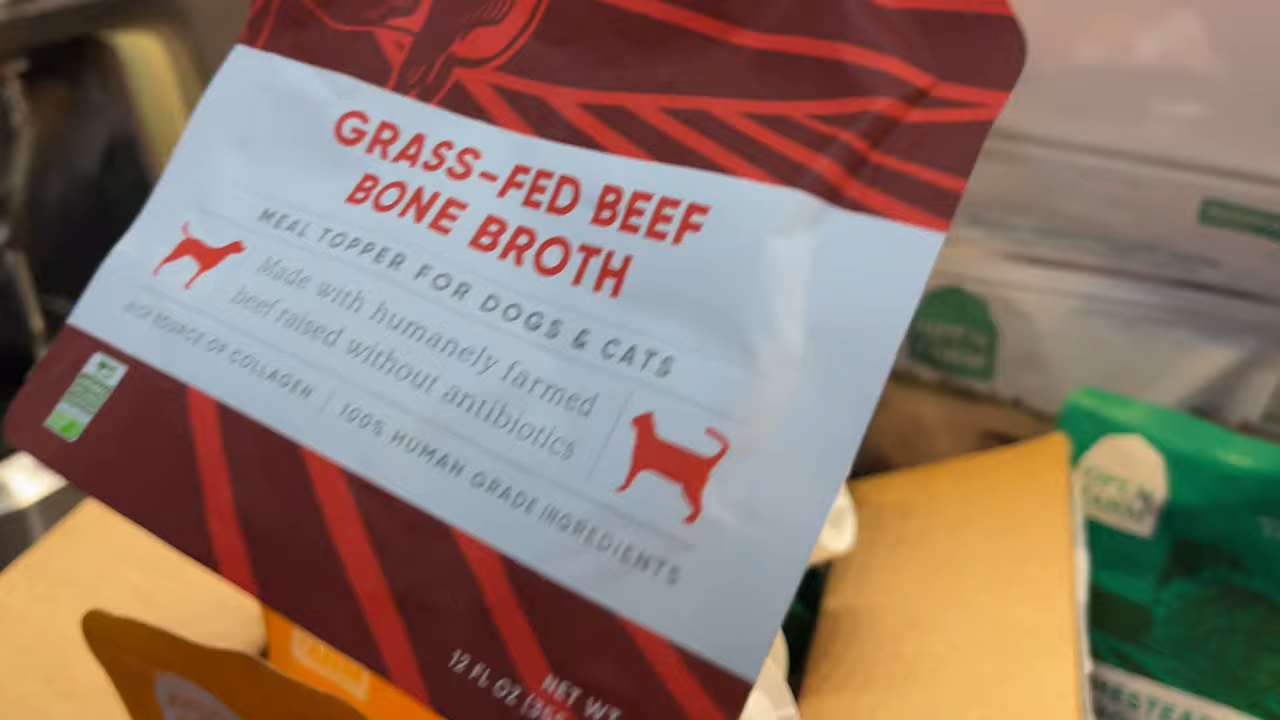 GRASS-FED BEEF
BONE BROTH
MEAL TOPPER FOR DOGS & CATS
Made with humanely farmed
beef raised without antibiotics
RICH SOURCE OF COLLAGEN | 100% HUMAN GRADE INGREDIENTS
NET WT
12 FL OZ